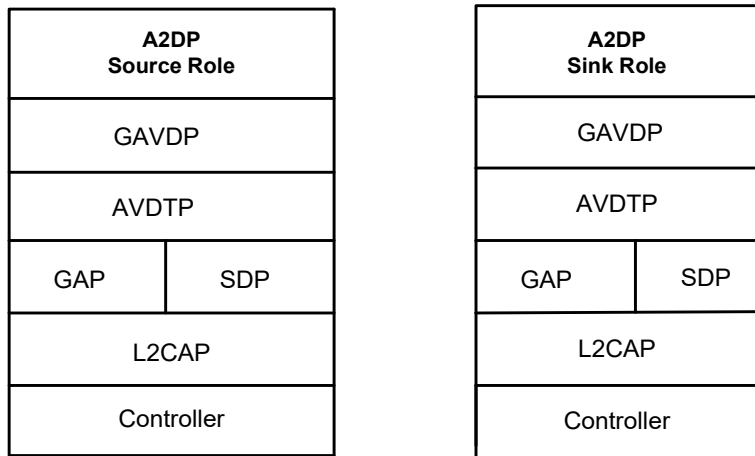 A2DP
Source Role
GAVDP
AVDTP
GAP
SDP
L2CAP
Controller
A2DP
Sink Role
GAVDP
AVDTP
GAP
SDP
L2CAP
Controller